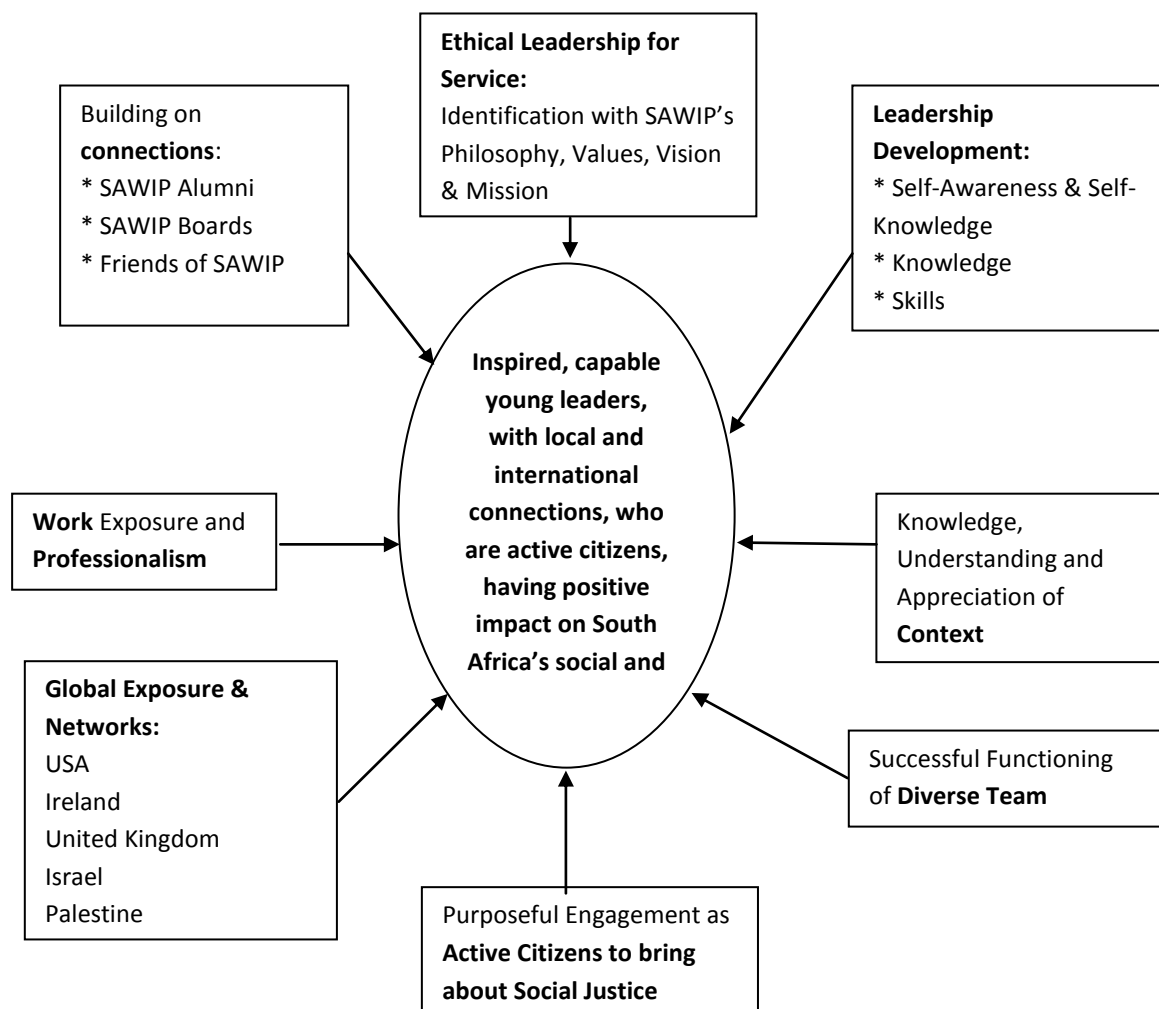 Ethical Leadership for
Service:
Identification with SAWIP’s
Philosophy, Values, Vision
& Mission
Building on
connections:
* SAWIP Alumni
* SAWIP Boards
* Friends of SAWIP
Leadership
Development:
* Self-Awareness & Self-
Knowledge
* Knowledge
* Skills
Inspired, capable
young leaders,
with local and
international
connections, who
are active citizens,
having positive
impact on South
Africa’s social and
Work Exposure and
Professionalism
Knowledge,
Understanding and
Appreciation of
Context
Global Exposure &
Networks:
USA
Ireland
United Kingdom
Israel
Palestine
Successful Functioning
of Diverse Team
Purposeful Engagement as
Active Citizens to bring
about Social Justice